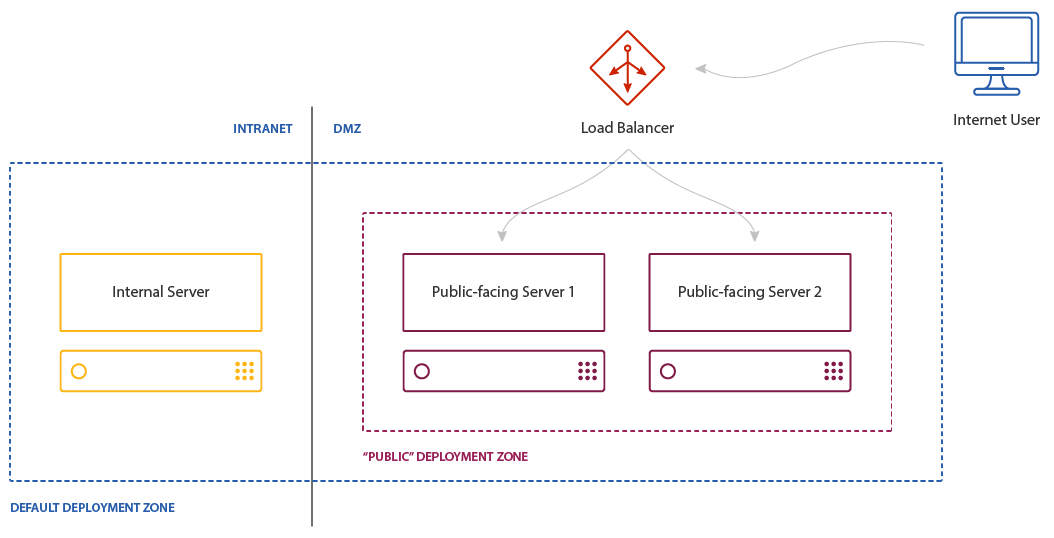 Internet User
Load Balancer
INTRANET
DMZ
Internal Server
Public-facing Server 1
Public-facing Server 2
“PUBLIC” DEPLOYMENT ZONE
DEFAULT DEPLOYMENT ZONE